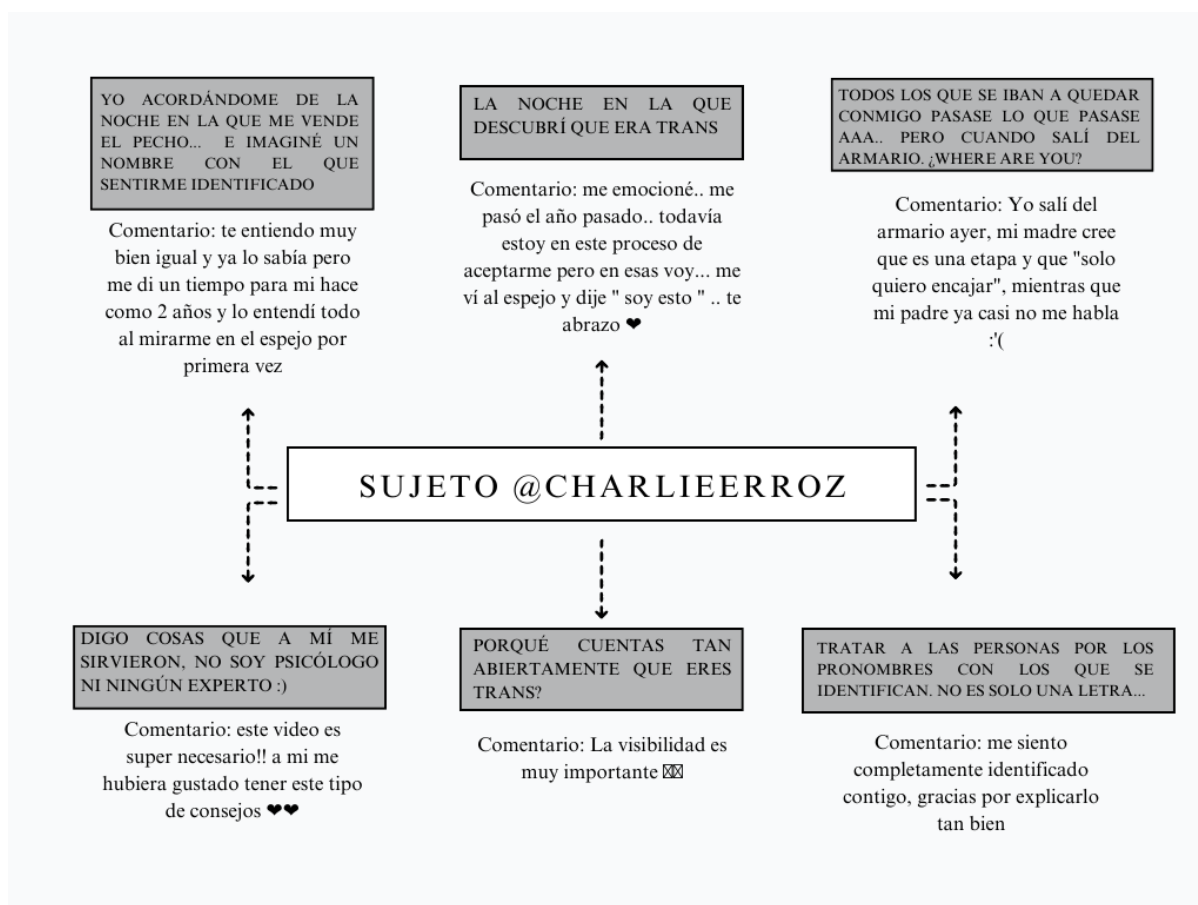 YO ACORDÁNDOME DE LA
NOCHE EN LA QUE ME VENDE
EL PECHO... E IMAGINÉ UN
NOMBRE CON EL QUE
SENTIRME IDENTIFICADO
Comentario: te entiendo muy
bien igual y ya lo sabía pero
me di un tiempo para mi hace
como 2 años y lo entendí todo
al mirarme en el espejo por
primera vez
LA NOCHE EN LA QUE
DESCUBRÍ QUE ERA TRANS
Comentario: me emocioné.. me
pasó el año pasado.. todavía
estoy en este proceso de
aceptarme pero en esas voy... me
ví al espejo y dije " soy esto " .. te
abrazo ❤
TODOS LOS QUE SE IBAN A QUEDAR
CONMIGO PASASE LO QUE PASASE
AAA.. PERO CUANDO SALÍ DEL
ARMARIO. ¿WHERE ARE YOU?
Comentario: Yo salí del
armario ayer, mi madre cree
que es una etapa y que "solo
quiero encajar", mientras que
mi padre ya casi no me habla
:'(
SUJETO @CHARLIEERROZ
DIGO COSAS QUE A MÍ ME
SIRVIERON, NO SOY PSICÓLOGO
NI NINGÚN EXPERTO :)
Comentario: este video es
super necesario!! a mi me
hubiera gustado tener este tipo
de consejos ❤❤
PORQUÉ CUENTAS TAN
ABIERTAMENTE QUE ERES
TRANS?
Comentario: La visibilidad es
muy importante
TRATAR A LAS PERSONAS POR LOS
PRONOMBRES CON LOS QUE SE
IDENTIFICAN. NO ES SOLO UNA LETRA...
Comentario: me siento
completamente identificado
contigo, gracias por explicarlo
tan bien